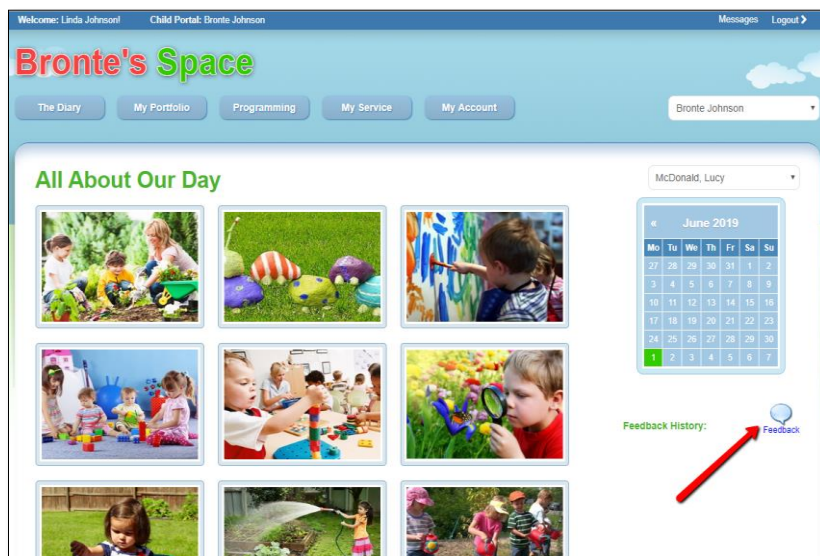 Welcome: Linda Johnson! Child Portal: Bronte Johnson Messages Logout
Bronte's Space
The Diary My Portfolio Programming My Service My Account Bronte Johnson
All About Our Day
McDonald, Lucy
« June 2019
Mo Tu We Th Fr Sa Su
27 28 29 30 31 1 2
3 4 5 6 7 8 9
10 11 12 13 14 15 16
17 18 19 20 21 22 23
24 25 26 27 28 29 30
1 2 3 4 5 6 7
Feedback History:
Feedback